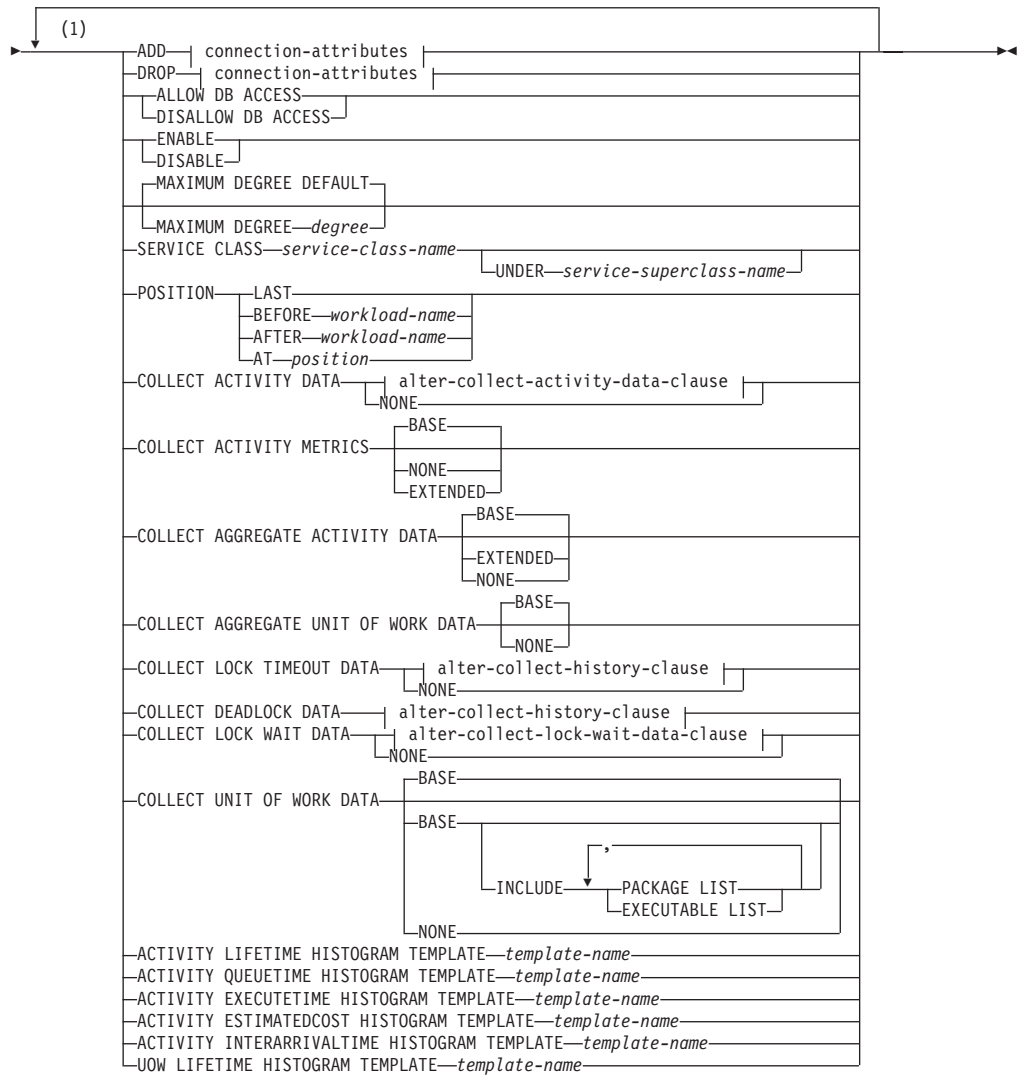 (1)
ADD connection-attributes
DROP connection-attributes
ALLOW DB ACCESS
DISALLOW DB ACCESS
ENABLE
DISABLE
MAXIMUM DEGREE DEFAULT
MAXIMUM DEGREE degree
SERVICE CLASS service-class-name
UNDER service-superclass-name
POSITION LAST
BEFORE workload-name
AFTER workload-name
AT position
COLLECT ACTIVITY DATA alter-collect-activity-data-clause
NONE
BASE
COLLECT ACTIVITY METRICS
NONE
EXTENDED
BASE
COLLECT AGGREGATE ACTIVITY DATA
EXTENDED
NONE
BASE
COLLECT AGGREGATE UNIT OF WORK DATA
NONE
COLLECT LOCK TIMEOUT DATA alter-collect-history-clause
NONE
COLLECT DEADLOCK DATA alter-collect-history-clause
COLLECT LOCK WAIT DATA alter-collect-lock-wait-data-clause
NONE
BASE
COLLECT UNIT OF WORK DATA
BASE
,
INCLUDE PACKAGE LIST
EXECUTABLE LIST
NONE
ACTIVITY LIFETIME HISTOGRAM TEMPLATE template-name
ACTIVITY QUEUETIME HISTOGRAM TEMPLATE template-name
ACTIVITY EXECUTETIME HISTOGRAM TEMPLATE template-name
ACTIVITY ESTIMATEDCOST HISTOGRAM TEMPLATE template-name
ACTIVITY INTERARRIVALTIME HISTOGRAM TEMPLATE template-name
UOW LIFETIME HISTOGRAM TEMPLATE template-name